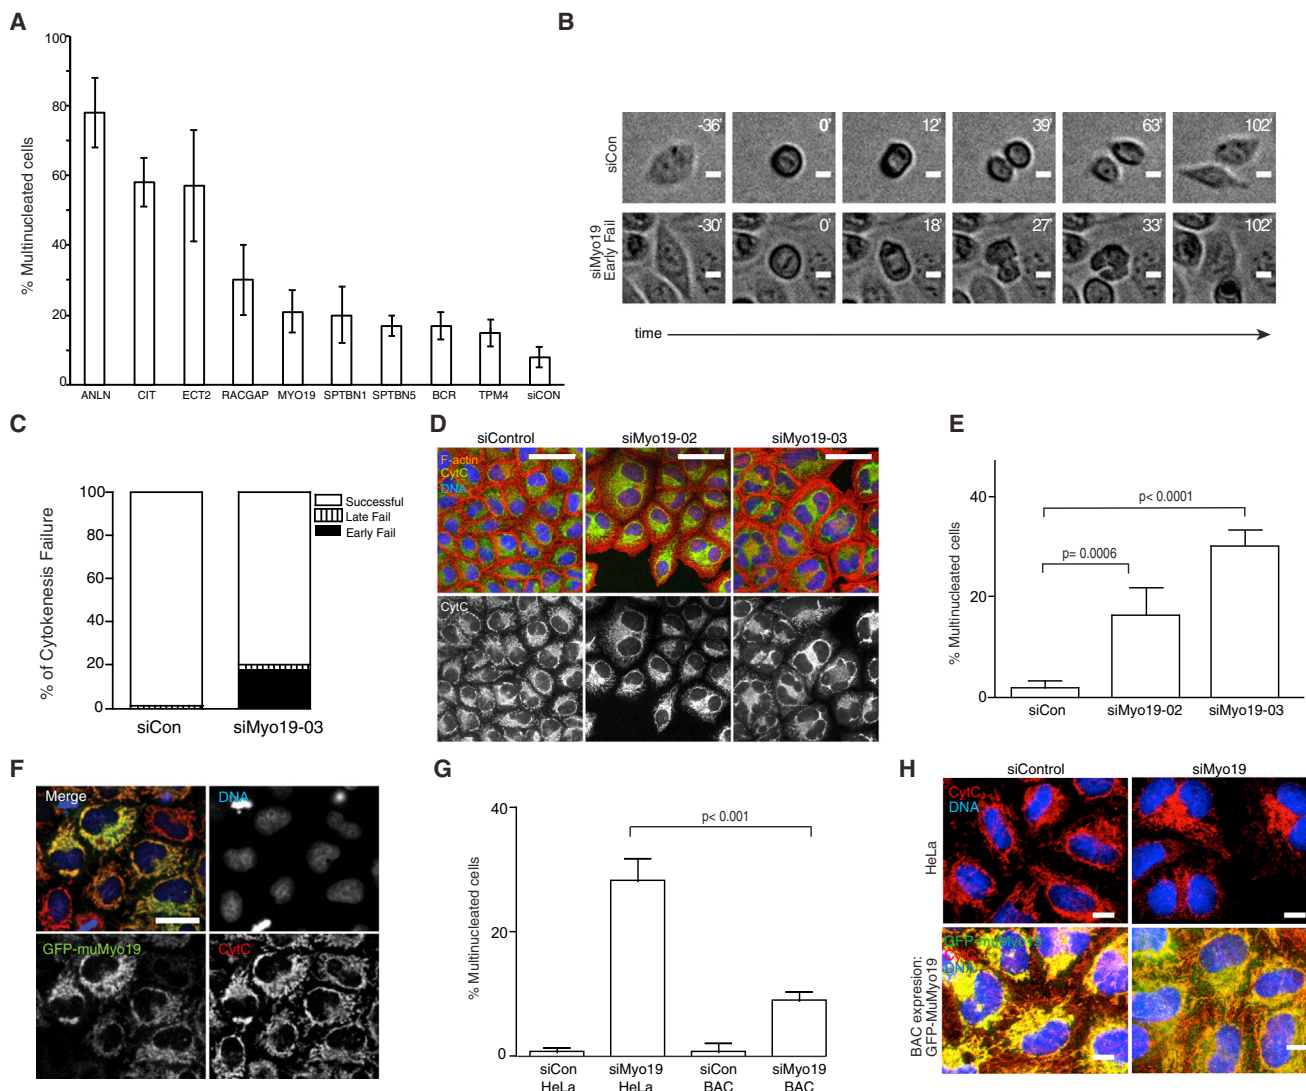 A
100
80
60
40
20
0
% Multinucleated cells
ANLN CIT ECT2 RACGAP MYO19 SPTBN1 SPTBN5 BCR TPM4 siCON
B
siCon
-36' 0' 12' 39' 63' 102'
siMyo19
Early Fail
-30' 0' 18' 27' 33' 102'
time
C
100
80
60
40
20
0
% of Cytokenesis Failure
Successful
Late Fail
Early Fail
siCon siMyo19-03
D
siControl siMyo19-02 siMyo19-03
F-actin
CytC
DNA
CytC
E
40
20
0
% Multinucleated cells
p< 0.0001
p= 0.0006
siCon siMyo19-02 siMyo19-03
F
Merge DNA
GFP-muMyo19 CytC
G
40
20
0
% Multinucleated cells
p< 0.001
siCon siMyo19 siCon siMyo19
HeLa HeLa BAC BAC
H
siControl siMyo19
HeLa
CytC
DNA
BAC expresion:
GFP-MuMyo19
GFP-muMyo19
CytC
DNA